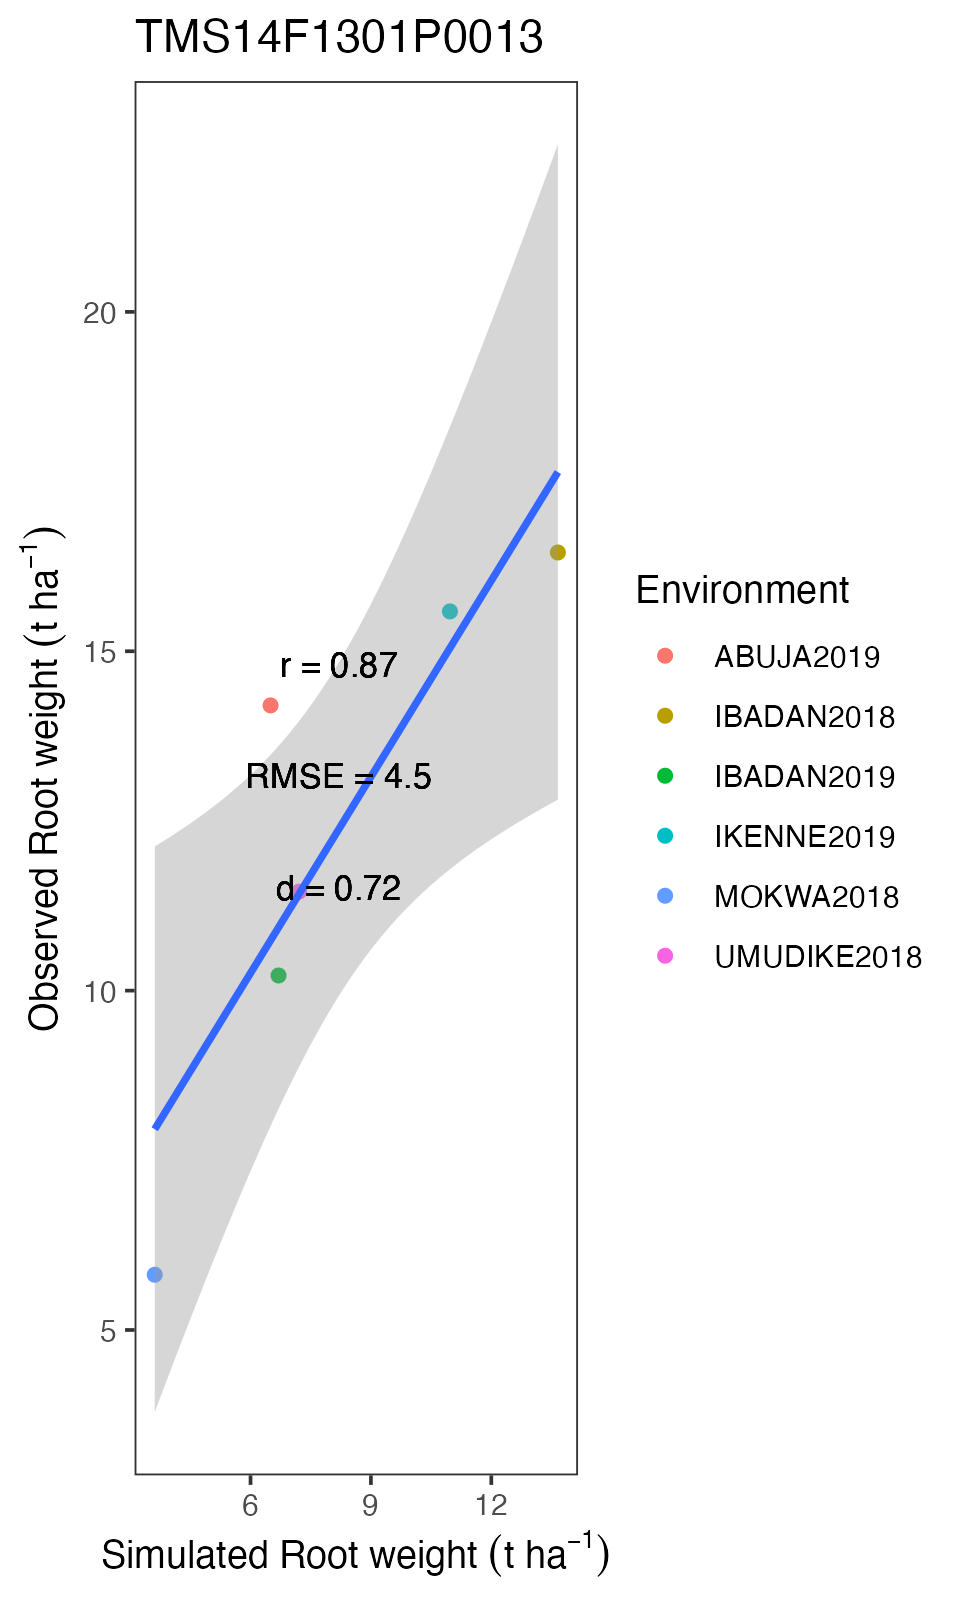 TMS14F1301P0013
Observed Root weight (t ha⁻¹)
20
15
10
5
r = 0.87
RMSE = 4.5
d = 0.72
6 9 12
Simulated Root weight (t ha⁻¹)
Environment
ABUJA2019
IBADAN2018
IBADAN2019
IKENNE2019
MOKWA2018
UMUDIKE2018